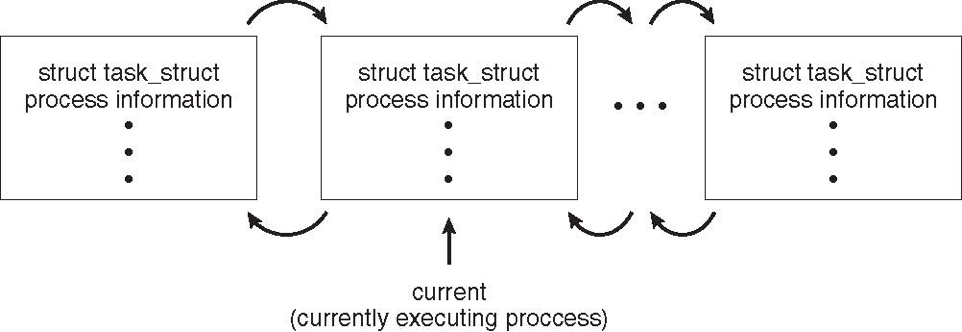 struct task_struct
process information
struct task_struct
process information
struct task_struct
process information
current
(currently executing proccess)